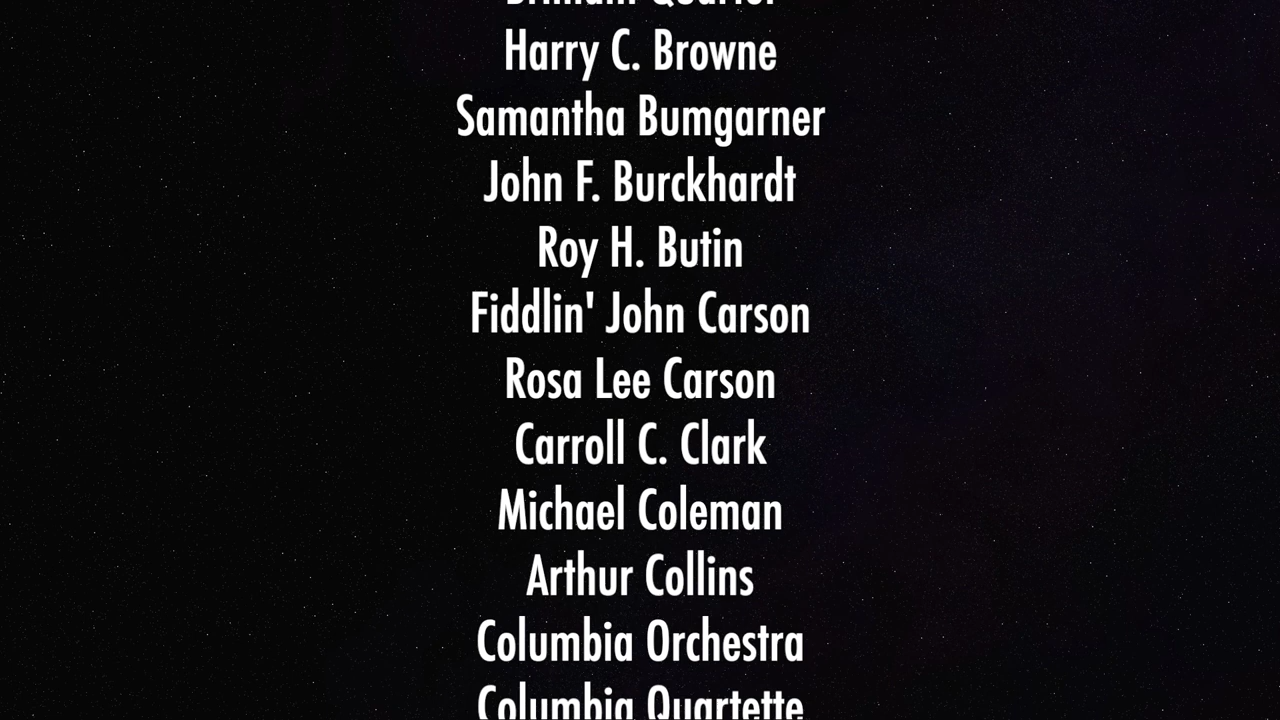 Harry C. Browne
Samantha Bumgarner
John F. Burckhardt
Roy H. Butin
Fiddlin' John Carson
Rosa Lee Carson
Carroll C. Clark
Michael Coleman
Arthur Collins
Columbia Orchestra
Columbia Quartette